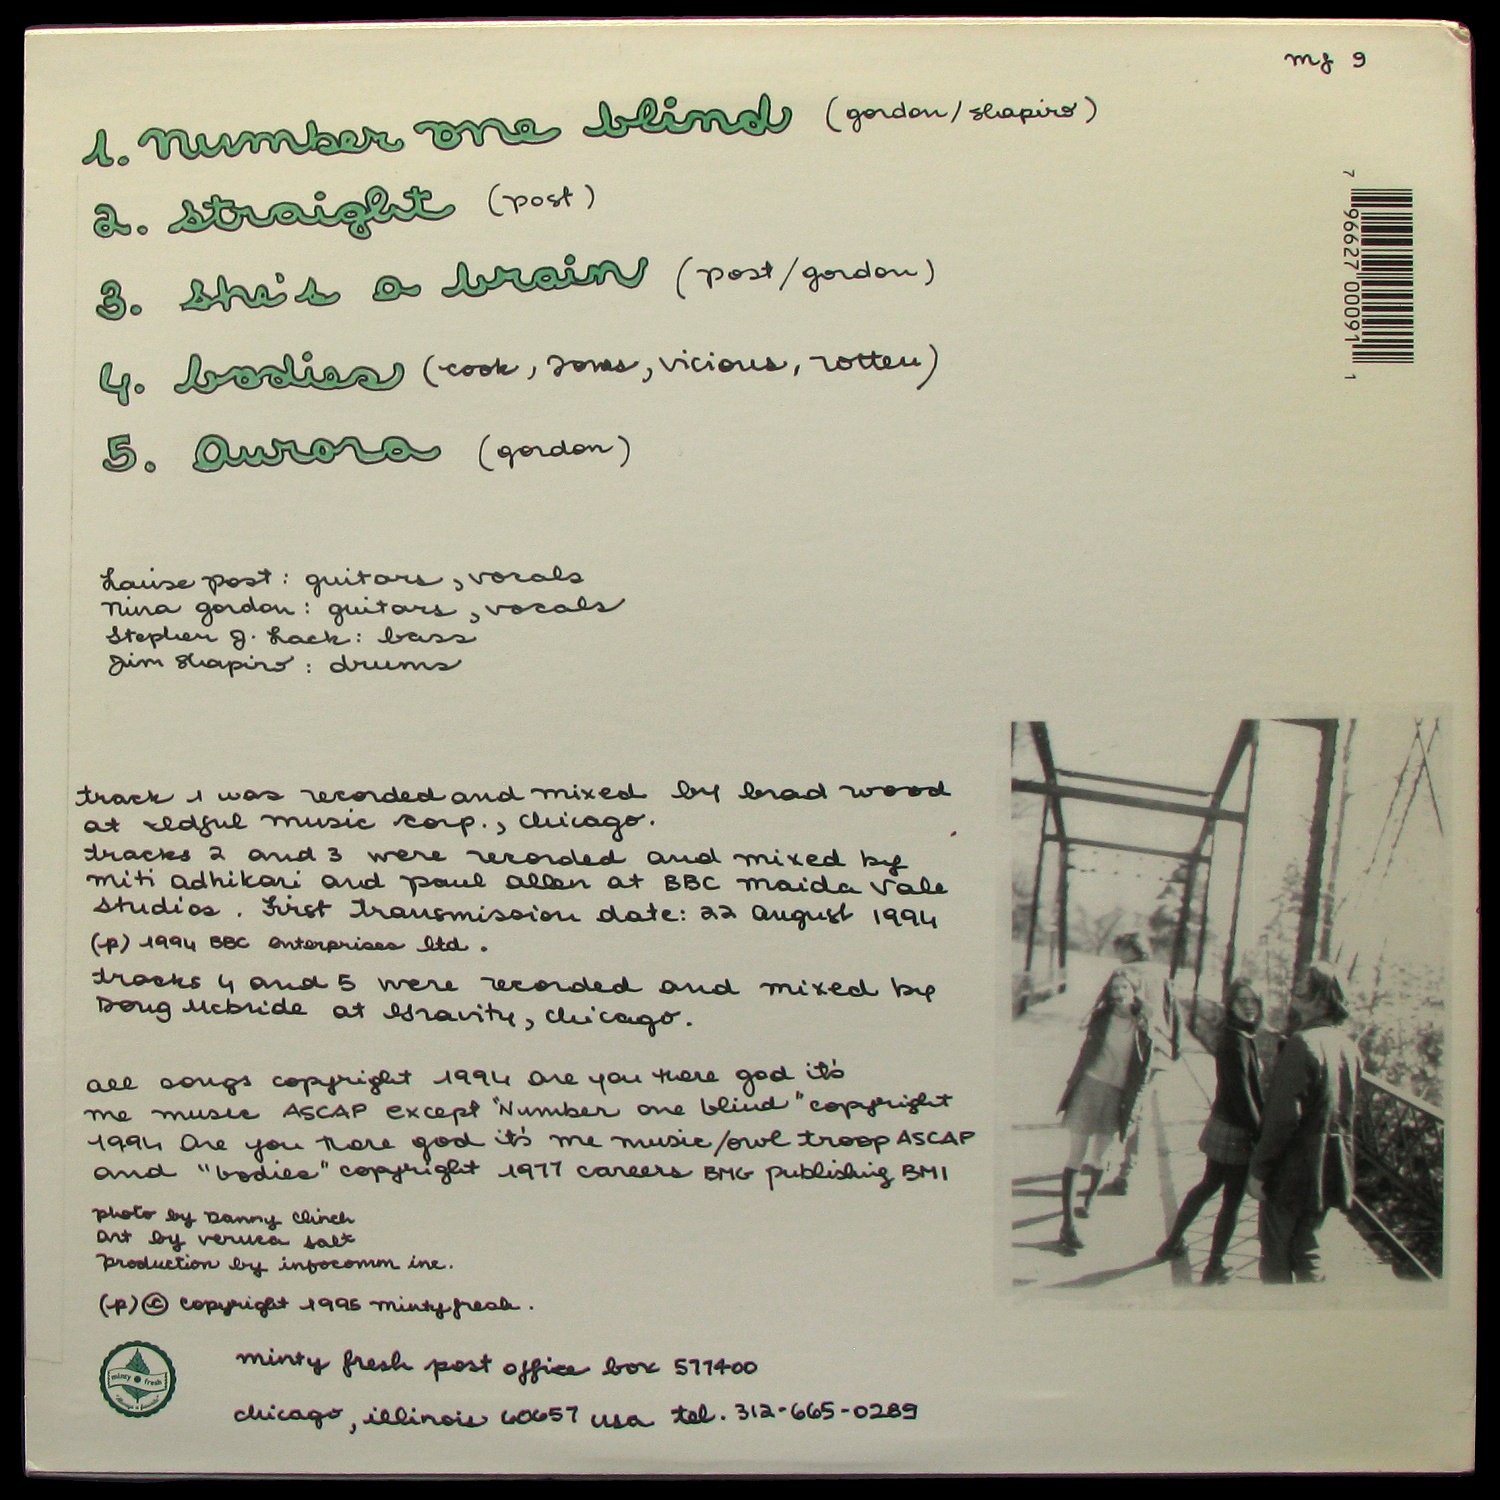 mf 9
1. number one blind (gordon/shapiro)
2. straight (post)
3. she's a brain (post/gordon)
4. bodies (cook, Jones, vicious, rotten)
5. aurora (gordon)
7 96627 00091 1
Louise post: guitars, vocals
Nina gordon: guitars, vocals
Stephen J. Lack: bass
Jim Shapiro: drums
track 1 was recorded and mixed by brad wood
at idful music corp., chicago.
tracks 2 and 3 were recorded and mixed by
miti adhikari and paul allen at BBC maida vale
studios. First Transmission date: 22 august 1994
(p) 1994 BBC enterprises ltd.
tracks 4 and 5 were recorded and mixed by
Doug Mcbride at Gravity, chicago.
all songs copyright 1994 are you there god it's
me music ASCAP except "Number one blind" copyright
1994 are you there god it's me music/owl troop ASCAP
and "bodies" copyright 1977 careers BMG publishing BMI
photo by Danny Clinch
art by veruca salt
production by infocomm inc.
(p)© copyright 1995 minty fresh.
minty fresh
minty fresh post office box 577400
chicago, illinois 60657 usa tel. 312-665-0289